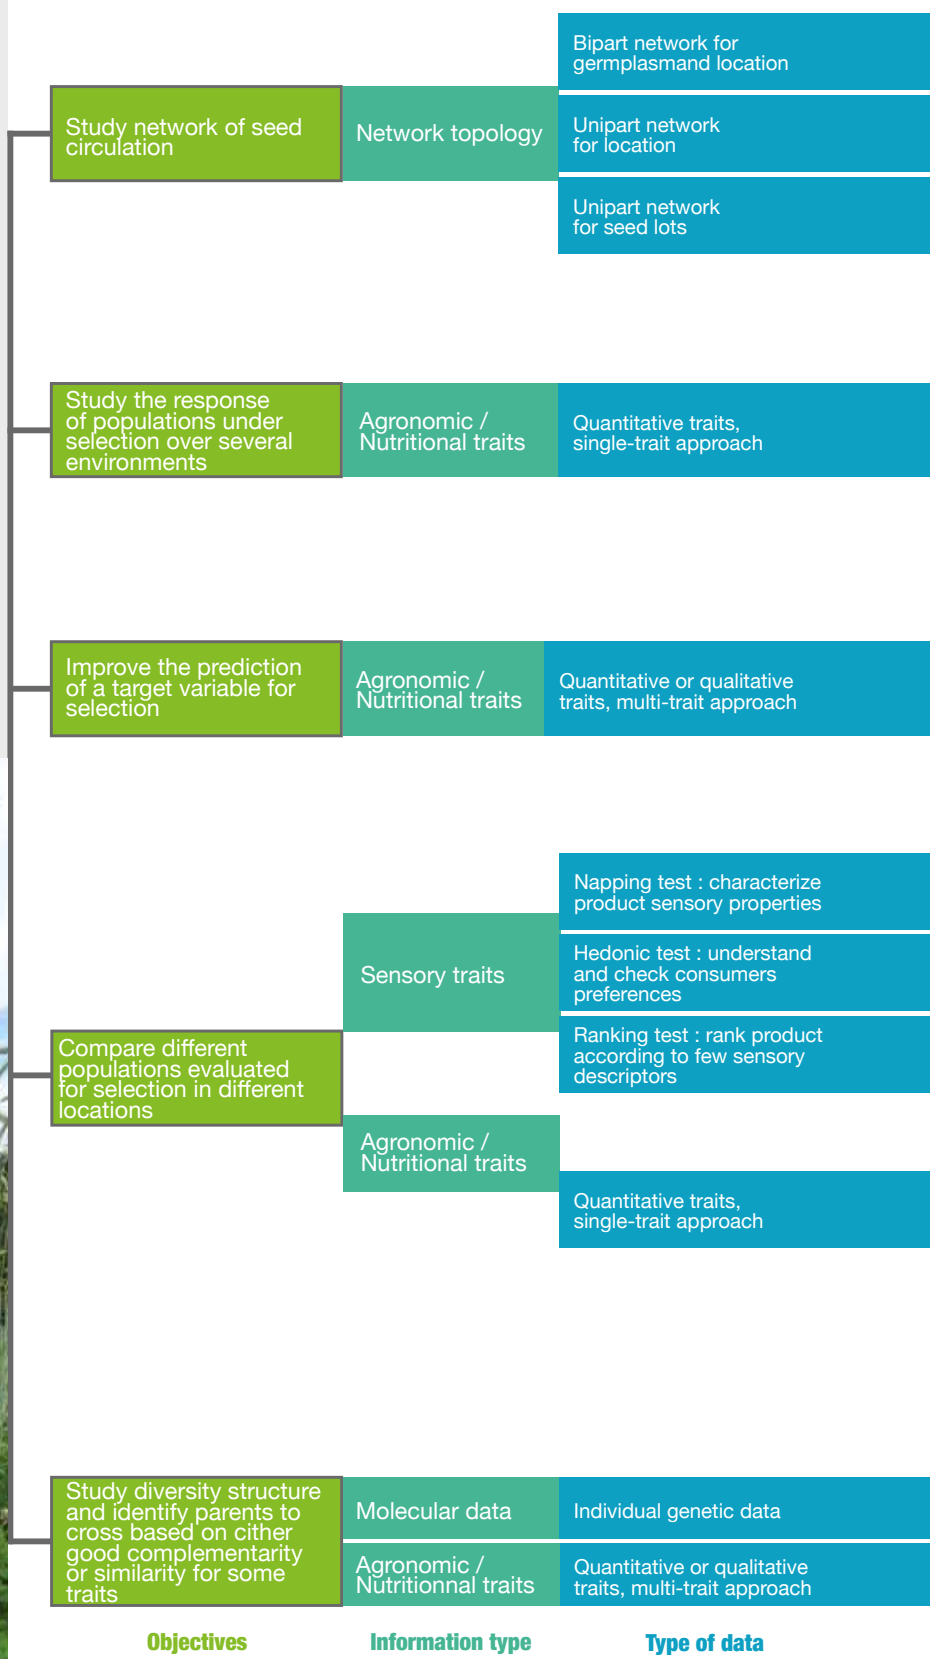 Bipart network for
germplasmand location
Study network of seed
circulation
Network topology
Unipart network
for location
Unipart network
for seed lots
Study the response
of populations under
selection over several
environments
Agronomic /
Nutritional traits
Quantitative traits,
single-trait approach
Improve the prediction
of a target variable for
selection
Agronomic /
Nutritional traits
Quantitative or qualitative
traits, multi-trait approach
Compare different
populations evaluated
for selection in different
locations
Sensory traits
Napping test : characterize
product sensory properties
Hedonic test : understand
and check consumers
preferences
Ranking test : rank product
according to few sensory
descriptors
Agronomic /
Nutritional traits
Quantitative traits,
single-trait approach
Study diversity structure
and identify parents to
cross based on cither
good complementarity
or similarity for some
traits
Molecular data
Individual genetic data
Agronomic /
Nutritionnal traits
Quantitative or qualitative
traits, multi-trait approach
Objectives
Information type
Type of data